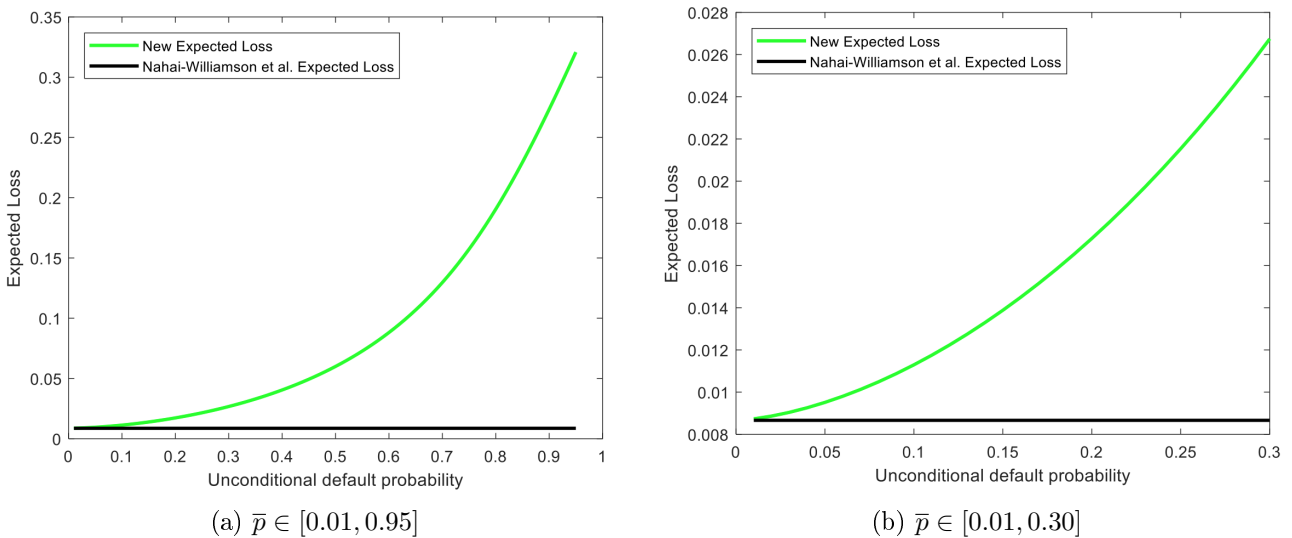 0.35
0.3
0.25
0.2
0.15
0.1
0.05
0
New Expected Loss
Nahai-Williamson et al. Expected Loss
Expected Loss
0 0.1 0.2 0.3 0.4 0.5 0.6 0.7 0.8 0.9 1
Unconditional default probability
(a) p̅ ∈ [0.01, 0.95]
0.028
0.026
0.024
0.022
0.02
0.018
0.016
0.014
0.012
0.01
0.008
New Expected Loss
Nahai-Williamson et al. Expected Loss
Expected Loss
0 0.05 0.1 0.15 0.2 0.25 0.3
Unconditional default probability
(b) p̅ ∈ [0.01, 0.30]